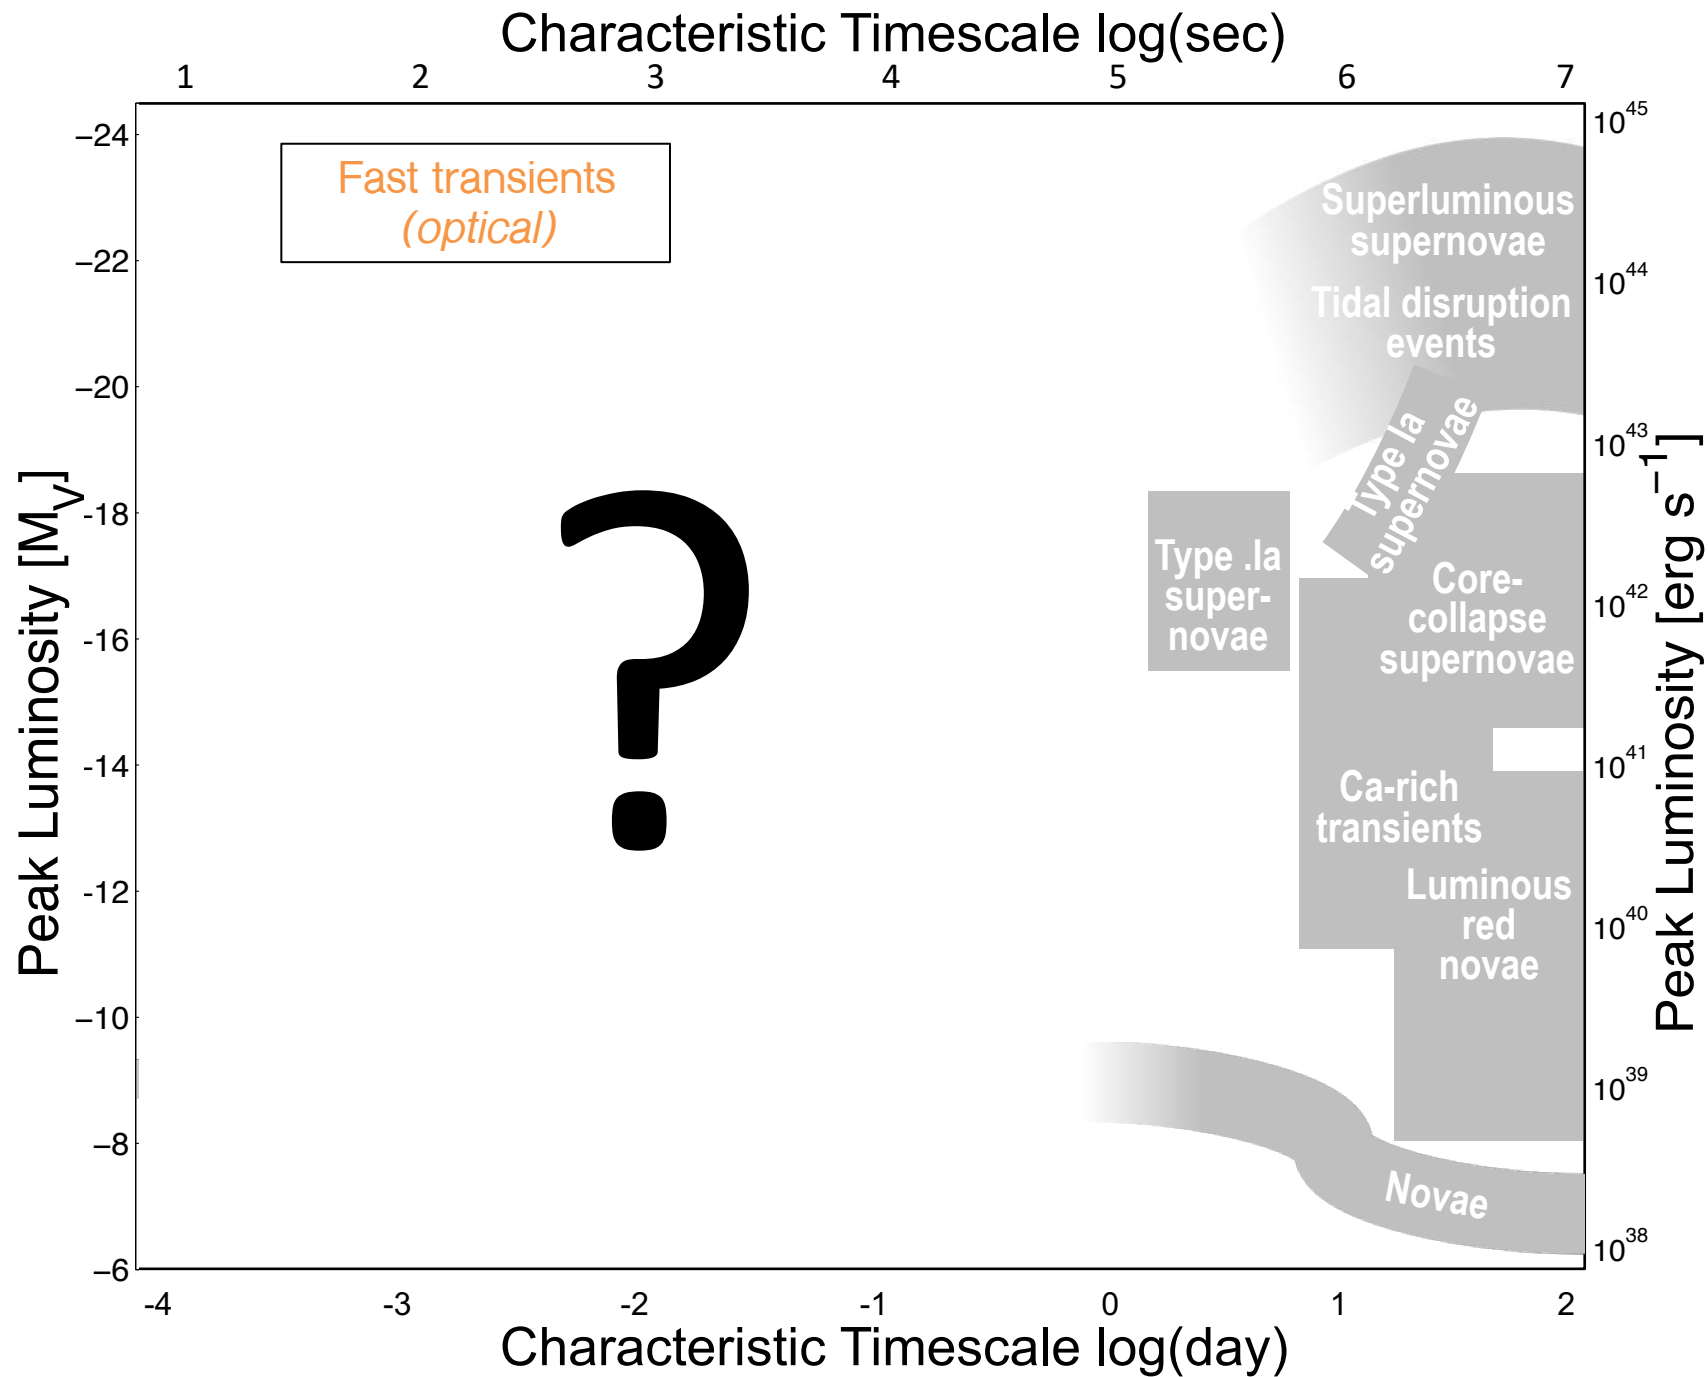 Characteristic Timescale log(sec)
1 2 3 4 5 6 7
Fast transients
(optical)
Peak Luminosity [M_V]
–24
–22
–20
-18
-16
-14
-12
–10
–8
–6
?
Superluminous
supernovae
Tidal disruption
events
Type Ia
supernovae
Type .Ia
super-
novae
Core-
collapse
supernovae
Ca-rich
transients
Luminous
red
novae
Novae
10^45
10^44
10^43
10^42
10^41
10^40
10^39
10^38
Peak Luminosity [erg s^–1]
-4 -3 -2 -1 0 1 2
Characteristic Timescale log(day)